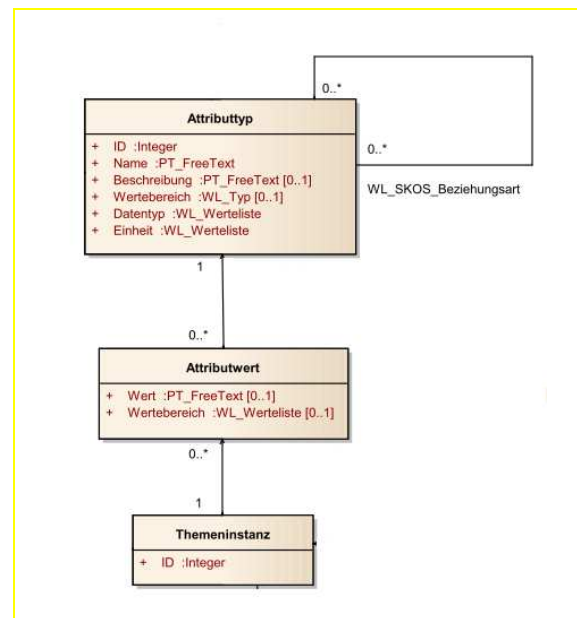 0..*
Attributtyp
+ ID :Integer
+ Name :PT_FreeText
+ Beschreibung :PT_FreeText [0..1]
+ Wertebereich :WL_Typ [0..1]
+ Datentyp :WL_Werteliste
+ Einheit :WL_Werteliste
0..*
WL_SKOS_Beziehungsart
1
0..*
Attributwert
+ Wert :PT_FreeText [0..1]
+ Wertebereich :WL_Werteliste [0..1]
0..*
1
Themeninstanz
+ ID :Integer